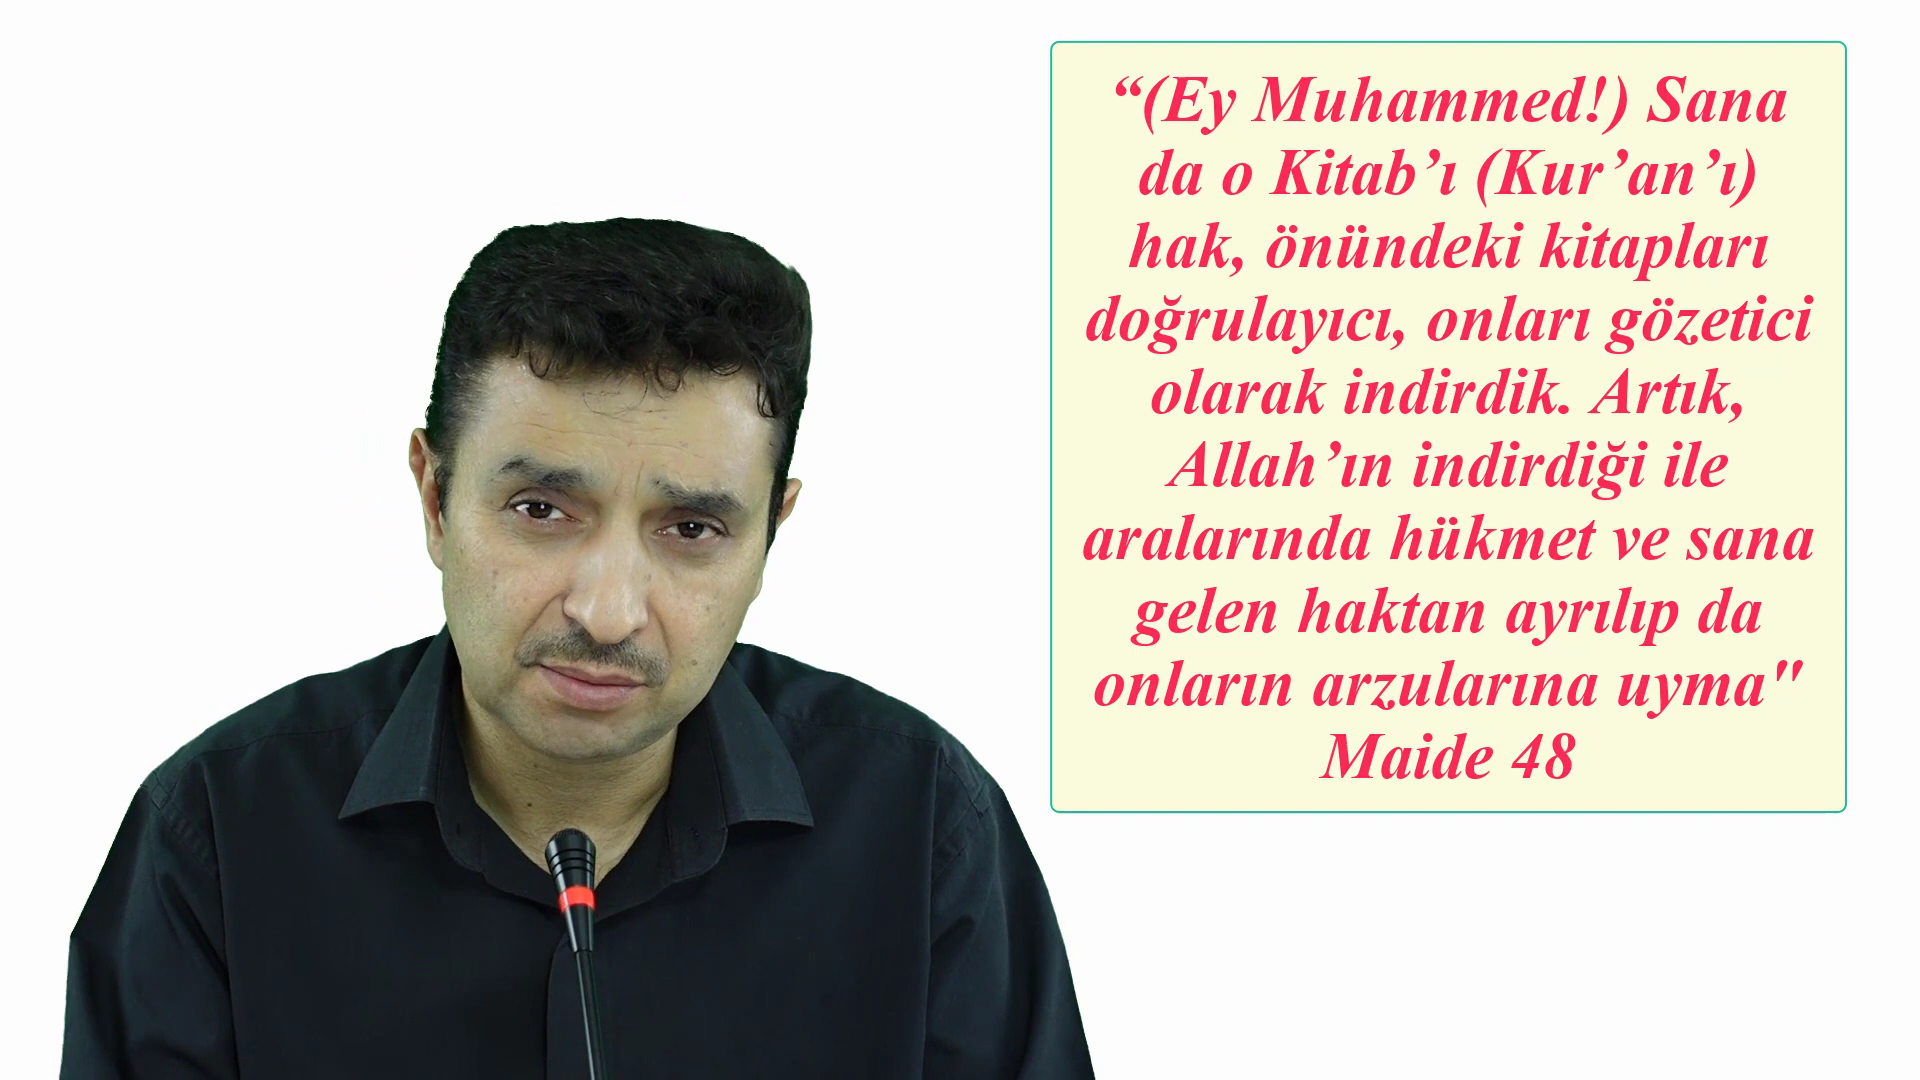 “(Ey Muhammed!) Sana
da o Kitab’ı (Kur’an’ı)
hak, önündeki kitapları
doğrulayıcı, onları gözetici
olarak indirdik. Artık,
Allah’ın indirdiği ile
aralarında hükmet ve sana
gelen haktan ayrılıp da
onların arzularına uyma"
Maide 48